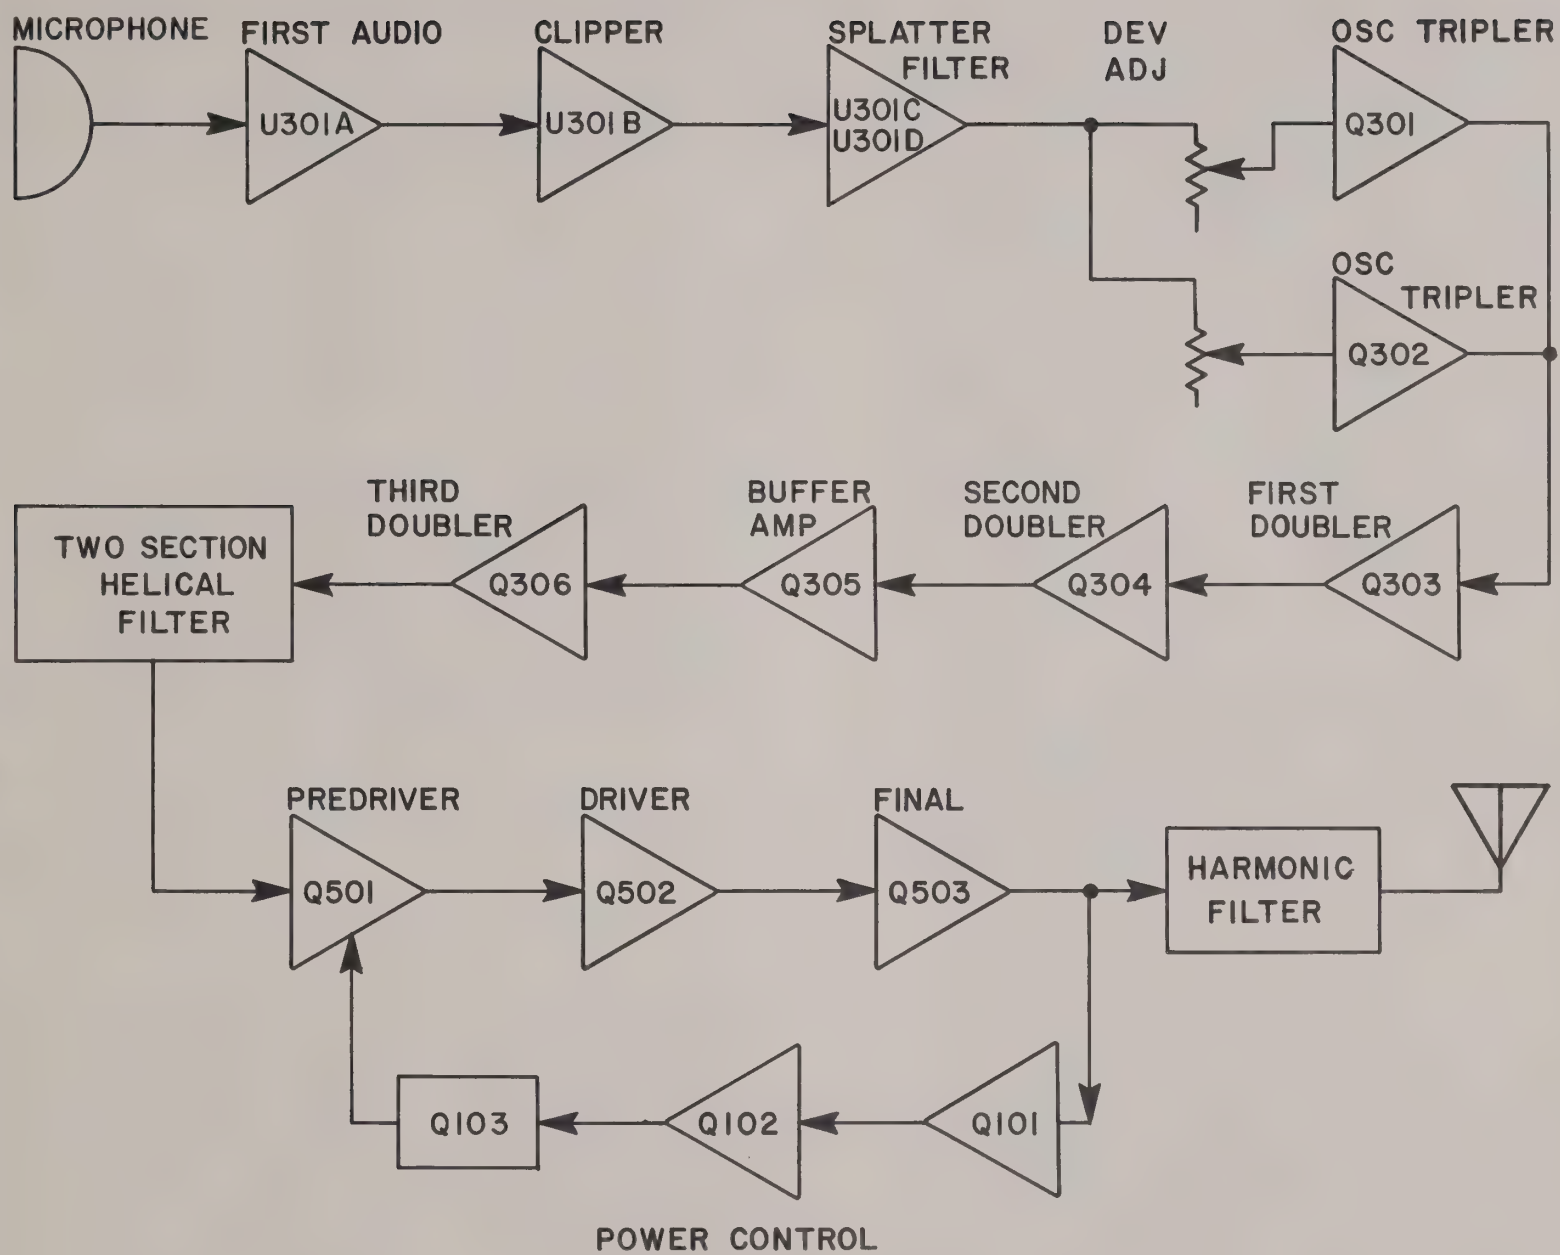 MICROPHONE
FIRST AUDIO
CLIPPER
SPLATTER
FILTER
DEV
ADJ
OSC TRIPLER
U301A
U301B
U301C
U301D
Q301
OSC
TRIPLER
Q302
THIRD
DOUBLER
BUFFER
AMP
SECOND
DOUBLER
FIRST
DOUBLER
TWO SECTION
HELICAL
FILTER
Q306
Q305
Q304
Q303
PREDRIVER
DRIVER
FINAL
Q501
Q502
Q503
HARMONIC
FILTER
Q103
Q102
Q101
POWER CONTROL